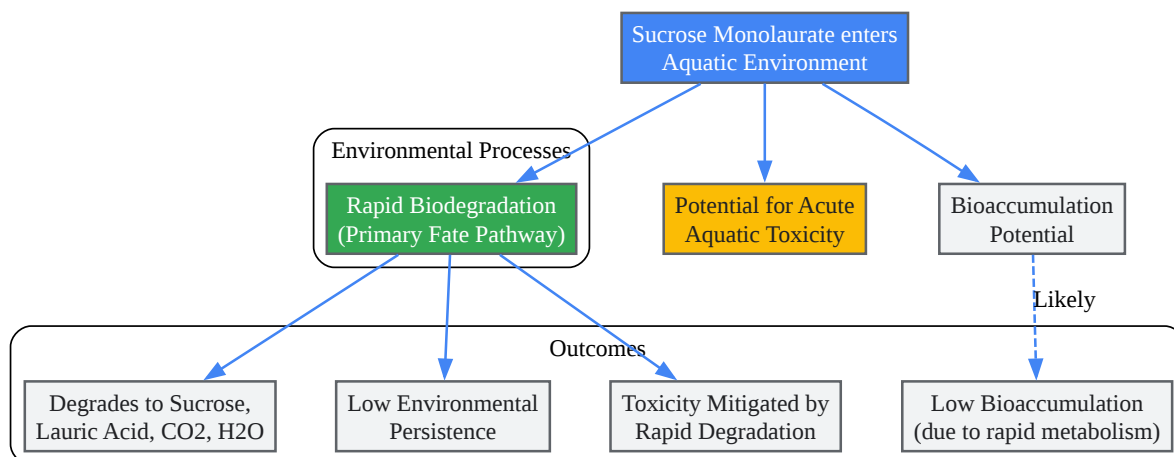 Sucrose Monolaurate enters
Aquatic Environment
Environmental Processes
Rapid Biodegradation
(Primary Fate Pathway)
Potential for Acute
Aquatic Toxicity
Bioaccumulation
Potential
Likely
Outcomes
Degrades to Sucrose,
Lauric Acid, CO2, H2O
Low Environmental
Persistence
Toxicity Mitigated by
Rapid Degradation
Low Bioaccumulation
(due to rapid metabolism)